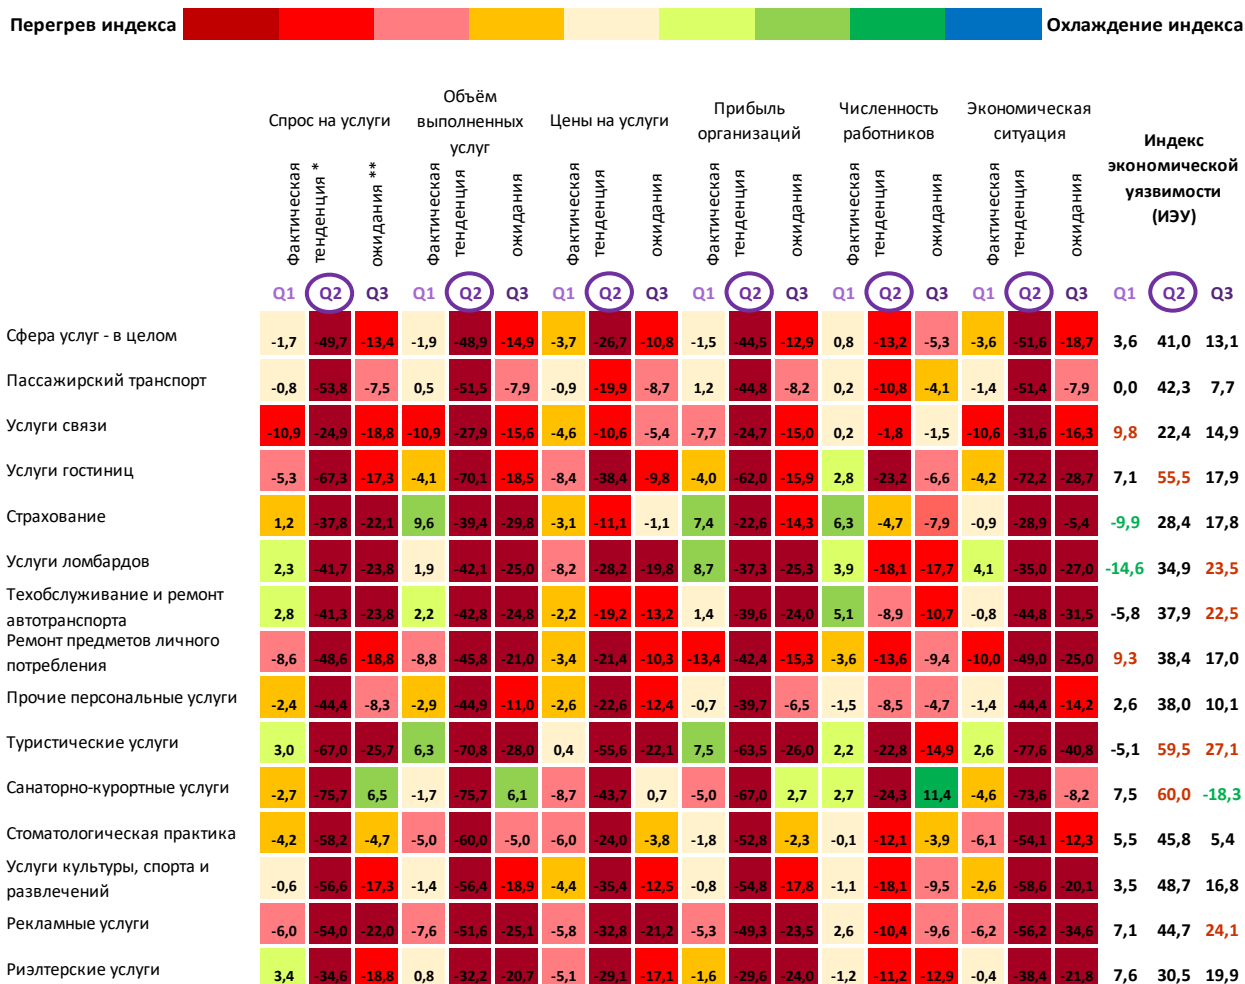 Перегрев индекса Охлаждение индекса
Спрос на услуги Объём выполненных услуг Цены на услуги Прибыль организаций Численность работников Экономическая ситуация Индекс экономической уязвимости (ИЭУ)
фактическая тенденция * ожидания ** фактическая тенденция ожидания фактическая тенденция ожидания фактическая тенденция ожидания фактическая тенденция ожидания фактическая тенденция ожидания
Q1 Q2 Q3 Q1 Q2 Q3 Q1 Q2 Q3 Q1 Q2 Q3 Q1 Q2 Q3 Q1 Q2 Q3 Q1 Q2 Q3
Сфера услуг - в целом -1,7 -49,7 -13,4 -1,9 -48,9 -14,9 -3,7 -26,7 -10,8 -1,5 -44,5 -12,9 0,8 -13,2 -5,3 -3,6 -51,6 -18,7 3,6 41,0 13,1
Пассажирский транспорт -0,8 -53,8 -7,5 0,5 -51,5 -7,9 -0,9 -19,9 -8,7 1,2 -44,8 -8,2 0,2 -10,8 -4,1 -1,4 -51,4 -7,9 0,0 42,3 7,7
Услуги связи -10,9 -24,9 -18,8 -10,9 -27,9 -15,6 -4,6 -10,6 -5,4 -7,7 -24,7 -15,0 0,2 -1,8 -1,5 -10,6 -31,6 -16,3 9,8 22,4 14,9
Услуги гостиниц -5,3 -67,3 -17,3 -4,1 -70,1 -18,5 -8,4 -38,4 -9,8 -4,0 -62,0 -15,9 2,8 -23,2 -6,6 -4,2 -72,2 -28,7 7,1 55,5 17,9
Страхование 1,2 -37,8 -22,1 9,6 -39,4 -29,8 -3,1 -11,1 -1,1 7,4 -22,6 -14,3 6,3 -4,7 -7,9 -0,9 -28,9 -5,4 -9,9 28,4 17,8
Услуги ломбардов 2,3 -41,7 -23,8 1,9 -42,1 -25,0 -8,2 -28,2 -19,8 8,7 -37,3 -25,3 3,9 -18,1 -17,7 4,1 -35,0 -27,0 -14,6 34,9 23,5
Техобслуживание и ремонт
автотранспорта 2,8 -41,3 -23,8 2,2 -42,8 -24,8 -2,2 -19,2 -13,2 1,4 -39,6 -24,0 5,1 -8,9 -10,7 -0,8 -44,8 -31,5 -5,8 37,9 22,5
Ремонт предметов личного
потребления -8,6 -48,6 -18,8 -8,8 -45,8 -21,0 -3,4 -21,4 -10,3 -13,4 -42,4 -15,3 -3,6 -13,6 -9,4 -10,0 -49,0 -25,0 9,3 38,4 17,0
Прочие персональные услуги -2,4 -44,4 -8,3 -2,9 -44,9 -11,0 -2,6 -22,6 -12,4 -0,7 -39,7 -6,5 -1,5 -8,5 -4,7 -1,4 -44,4 -14,2 2,6 38,0 10,1
Туристические услуги 3,0 -67,0 -25,7 6,3 -70,8 -28,0 0,4 -55,6 -22,1 7,5 -63,5 -26,0 2,2 -22,8 -14,9 2,6 -77,6 -40,8 -5,1 59,5 27,1
Санаторно-курортные услуги -2,7 -75,7 6,5 -1,7 -75,7 6,1 -8,7 -43,7 0,7 -5,0 -67,0 2,7 2,7 -24,3 11,4 -4,6 -73,6 -8,2 7,5 60,0 -18,3
Стоматологическая практика -4,2 -58,2 -4,7 -5,0 -60,0 -5,0 -6,0 -24,0 -3,8 -1,8 -52,8 -2,3 -0,1 -12,1 -3,9 -6,1 -54,1 -12,3 5,5 45,8 5,4
Услуги культуры, спорта и
развлечений -0,6 -56,6 -17,3 -1,4 -56,4 -18,9 -4,4 -35,4 -12,5 -0,8 -54,8 -17,8 -1,1 -18,1 -9,5 -2,6 -58,6 -20,1 3,5 48,7 16,8
Рекламные услуги -6,0 -54,0 -22,0 -7,6 -51,6 -25,1 -5,8 -32,8 -21,2 -5,3 -49,3 -23,5 2,6 -10,4 -9,6 -6,2 -56,2 -34,6 7,1 44,7 24,1
Риэлтерские услуги 3,4 -34,6 -18,8 0,8 -32,2 -20,7 -5,1 -29,1 -17,1 -1,6 -29,6 -24,0 -1,2 -11,2 -12,9 -0,4 -38,4 -21,8 7,6 30,5 19,9